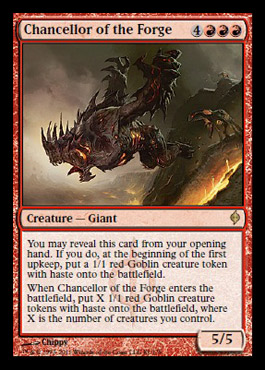 Chancellor of the Forge 4
Creature — Giant
You may reveal this card from your opening
hand. If you do, at the beginning of the first
upkeep, put a 1/1 red Goblin creature token
with haste onto the battlefield.
When Chancellor of the Forge enters the
battlefield, put X 1/1 red Goblin creature
tokens with haste onto the battlefield, where
X is the number of creatures you control.
Chippy
5/5